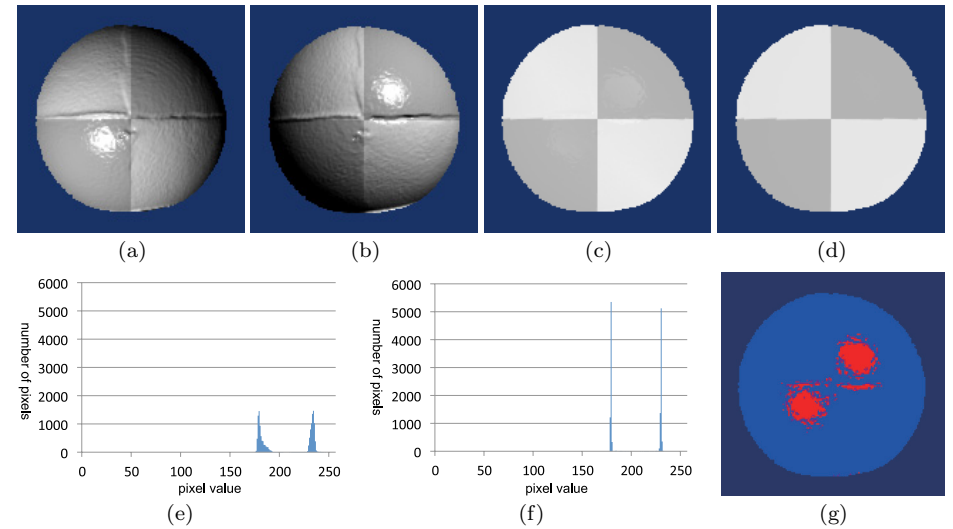 (a)
(b)
(c)
(d)
6000
5000
4000
3000
2000
1000
0
number of pixels
0 50 100 150 200 250
pixel value
(e)
6000
5000
4000
3000
2000
1000
0
number of pixels
0 50 100 150 200 250
pixel value
(f)
(g)